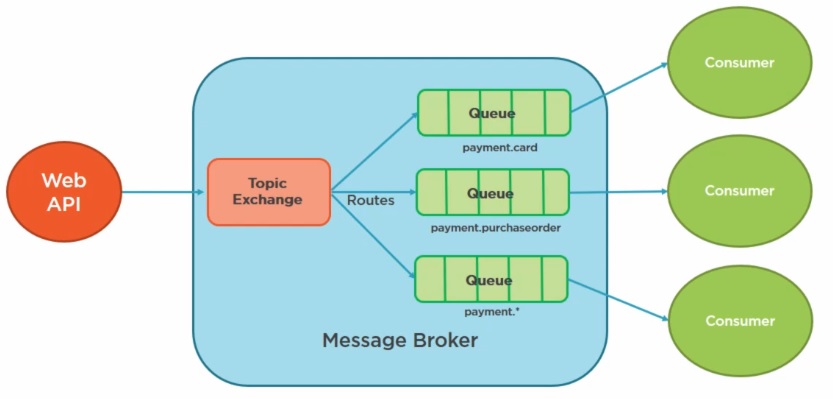 Web
API
Topic
Exchange
Routes
Queue
payment.card
Queue
payment.purchaseorder
Queue
payment.*
Message Broker
Consumer
Consumer
Consumer